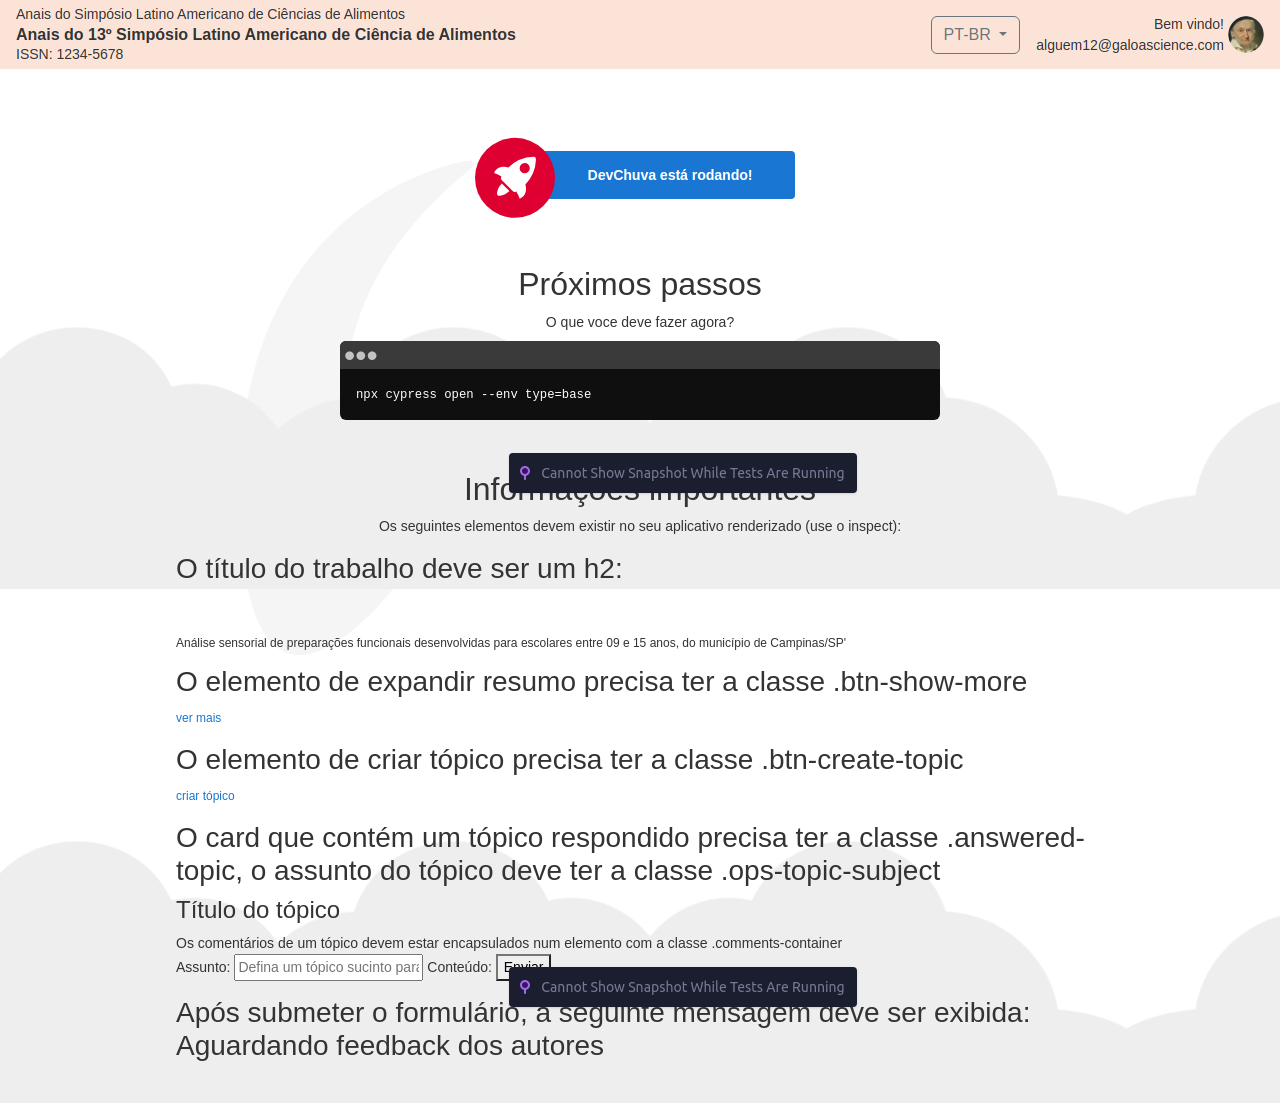 Anais do Simpósio Latino Americano de Ciências de Alimentos
Anais do 13º Simpósio Latino Americano de Ciência de Alimentos
ISSN: 1234-5678
PT-BR
Bem vindo!
alguem12@galoascience.com
DevChuva está rodando!
Próximos passos
O que voce deve fazer agora?
npx cypress open --env type=base
Cannot Show Snapshot While Tests Are Running
Informações Importantes
Os seguintes elementos devem existir no seu aplicativo renderizado (use o inspect):
O título do trabalho deve ser um h2:
Análise sensorial de preparações funcionais desenvolvidas para escolares entre 09 e 15 anos, do município de Campinas/SP'
O elemento de expandir resumo precisa ter a classe .btn-show-more
ver mais
O elemento de criar tópico precisa ter a classe .btn-create-topic
criar tópico
O card que contém um tópico respondido precisa ter a classe .answered-
topic, o assunto do tópico deve ter a classe .ops-topic-subject
Título do tópico
Os comentários de um tópico devem estar encapsulados num elemento com a classe .comments-container
Assunto: Defina um tópico sucinto para Conteúdo: Enviar
Cannot Show Snapshot While Tests Are Running
Após submeter o formulário, a seguinte mensagem deve ser exibida:
Aguardando feedback dos autores